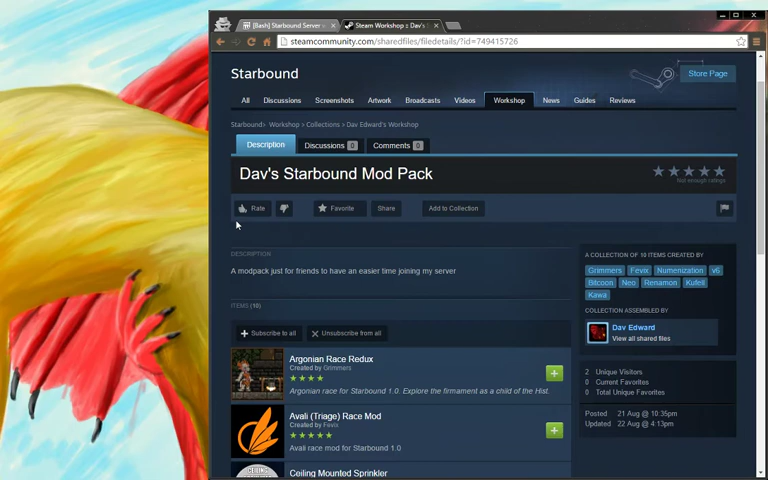 [Bash] Starbound Server
Steam Workshop :: Dav's
steamcommunity.com/sharedfiles/filedetails/?id=749415726
Starbound
Store Page
All Discussions Screenshots Artwork Broadcasts Videos Workshop News Guides Reviews
Starbound> Workshop > Collections > Dav Edward's Workshop
Description Discussions 0 Comments 0
Dav's Starbound Mod Pack
Not enough ratings
Rate Favorite Share Add to Collection
DESCRIPTION
A modpack just for friends to have an easier time joining my server
ITEMS (10)
Subscribe to all Unsubscribe from all
Argonian Race Redux
Created by Grimmers
Argonian race for Starbound 1.0. Explore the firmament as a child of the Hist.
Avali (Triage) Race Mod
Created by Fevix
Avali race mod for Starbound 1.0
Ceiling Mounted Sprinkler
CEILING
A COLLECTION OF 10 ITEMS CREATED BY
Grimmers Fevix Numenization v6
Bitcoon Neo Renamon Kufeli
Kawa
COLLECTION ASSEMBLED BY
Dav Edward
View all shared files
2 Unique Visitors
0 Current Favorites
0 Total Unique Favorites
Posted 21 Aug @ 10:35pm
Updated 22 Aug @ 4:13pm